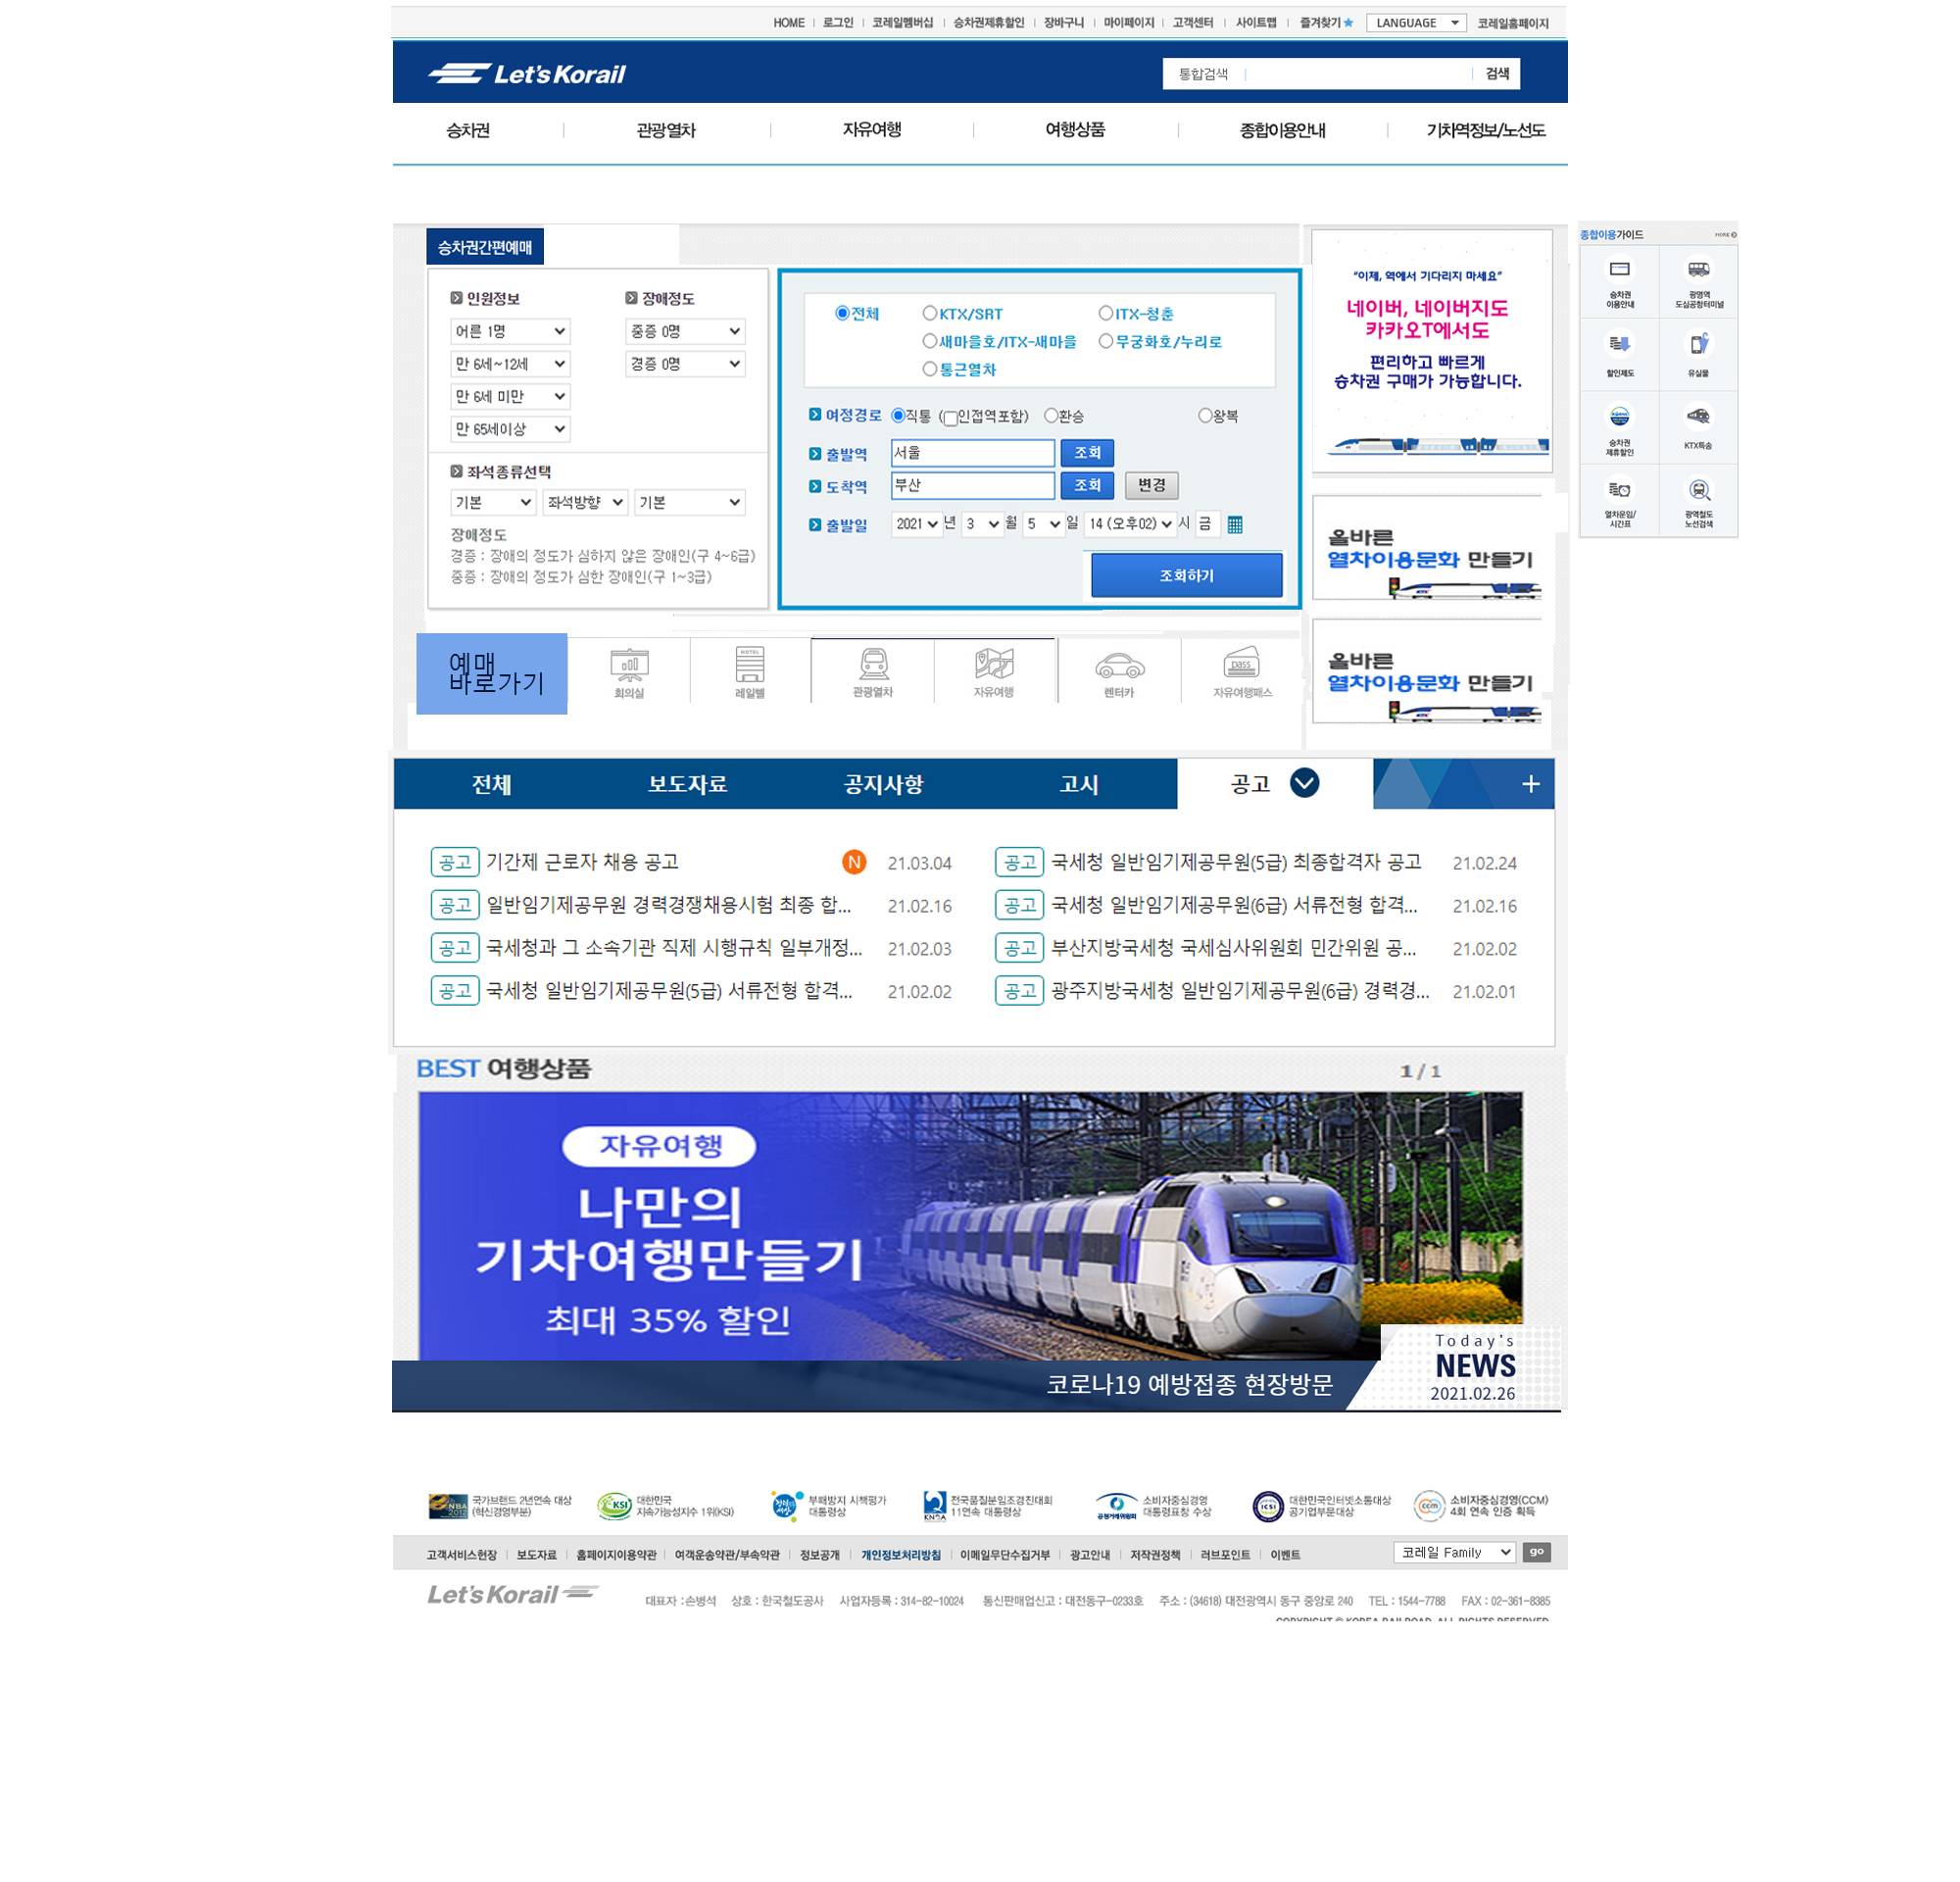 HOME 로그인 코레일멤버십 승차권제휴할인 장바구니 마이페이지 고객센터 사이트맵 즐겨찾기 LANGUAGE 코레일홈페이지
Let's Korail
통합검색 검색
승차권 관광열차 자유여행 여행상품 종합이용안내 기차역정보/노선도
승차권간편예매
인원정보 장애정도
어른 1명 중증 0명
만 6세~12세 경증 0명
만 6세 미만
만 65세이상
좌석종류선택
기본 좌석방향 기본
장애정도
경증 : 장애의 정도가 심하지 않은 장애인(구 4~6급)
중증 : 장애의 정도가 심한 장애인(구 1~3급)
전체 KTX/SRT ITX-청춘
새마을호/ITX-새마을 무궁화호/누리로
통근열차
여정경로 직통 (인접역포함) 환승 왕복
출발역 서울 조회
도착역 부산 조회 변경
출발일 2021 년 3 월 5 일 14 (오후02) 시 금
조회하기
"이제, 역에서 기다리지 마세요"
네이버, 네이버지도
카카오T에서도
편리하고 빠르게
승차권 구매가 가능합니다.
올바른
열차이용문화 만들기
올바른
열차이용문화 만들기
종합이용가이드 MORE
승차권
이용안내
광명역
도심공항터미널
할인제도 유실물
승차권
제휴할인
KTX특송
열차운임/
시간표
광역철도
노선검색
예매
바로가기
HOTEL pass
회의실 레일텔 관광열차 자유여행 렌터카 자유여행패스
전체 보도자료 공지사항 고시 공고 +
공고 기간제 근로자 채용 공고 N 21.03.04
공고 국세청 일반임기제공무원(5급) 최종합격자 공고 21.02.24
공고 일반임기제공무원 경력경쟁채용시험 최종 합... 21.02.16
공고 국세청 일반임기제공무원(6급) 서류전형 합격... 21.02.16
공고 국세청과 그 소속기관 직제 시행규칙 일부개정... 21.02.03
공고 부산지방국세청 국세심사위원회 민간위원 공... 21.02.02
공고 국세청 일반임기제공무원(5급) 서류전형 합격... 21.02.02
공고 광주지방국세청 일반임기제공무원(6급) 경력경... 21.02.01
BEST 여행상품 1 / 1
자유여행
나만의
기차여행만들기
최대 35% 할인
코로나19 예방접종 현장방문
Today's
NEWS
2021.02.26
국가브랜드 2년연속 대상
(혁신경영부분)
KSI
대한민국
지속가능성지수 1위(KSI)
부패방지 시책평가
대통령상
전국품질분임조경진대회
11연속 대통령상
공정거래위원회
소비자중심경영
대통령표창 수상
ICSI
대한민국인터넷소통대상
공기업부문대상
ccm
소비자중심경영(CCM)
4회 연속 인증 획득
고객서비스헌장 보도자료 홈페이지이용약관 여객운송약관/부속약관 정보공개 개인정보처리방침 이메일무단수집거부 광고안내 저작권정책 러브포인트 이벤트 코레일 Family go
Let's Korail
대표자 :손병석 상호 : 한국철도공사 사업자등록 : 314-82-10024 통신판매업신고 : 대전동구-0233호 주소 : (34618) 대전광역시 동구 중앙로 240 TEL : 1544-7788 FAX : 02-361-8385
COPYRIGHT © KOREA RAILROAD. ALL RIGHTS RESERVED.